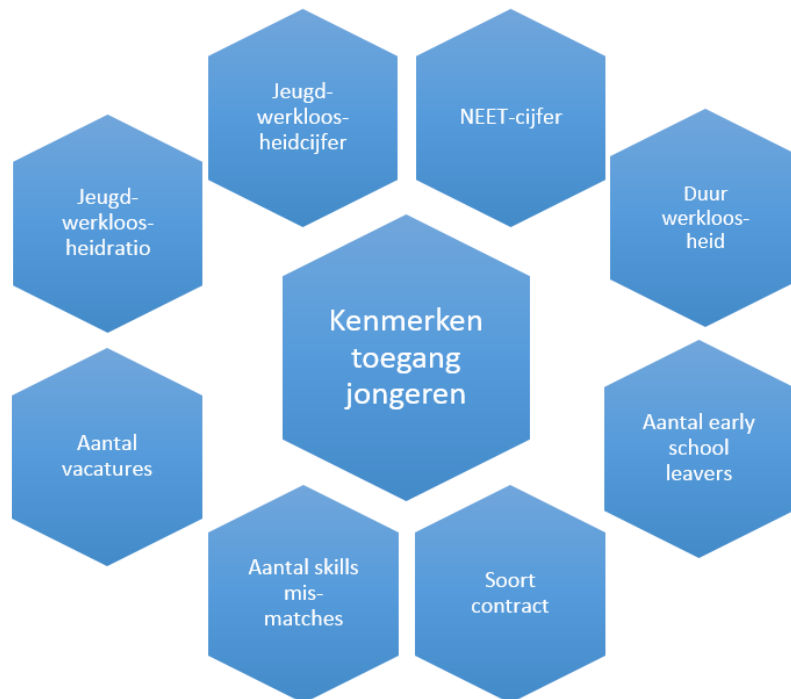 Jeugd-
werkloos-
heidcijfer
NEET-cijfer
Duur
werkloos-
heid
Aantal early
school
leavers
Soort
contract
Aantal skills
mis-
matches
Aantal
vacatures
Jeugd-
werkloos-
heidratio
Kenmerken
toegang
jongeren